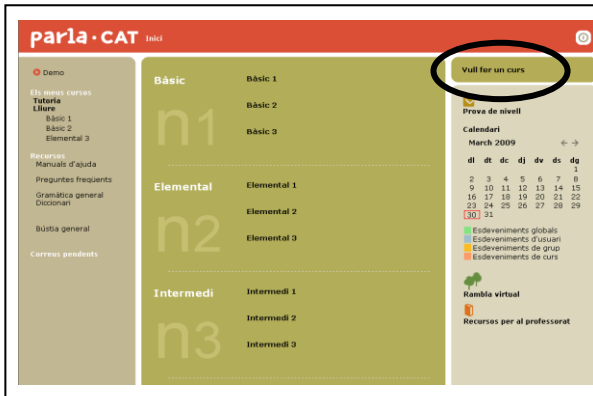 parla·CAT Inici
Demo
Els meus cursos
Tutoria
Lliure
Bàsic 1
Bàsic 2
Elemental 3
Recursos
Manuals d'ajuda
Preguntes freqüents
Gramàtica general
Diccionari
Bústia general
Correus pendents
Bàsic
n1
Bàsic 1
Bàsic 2
Bàsic 3
Elemental
n2
Elemental 1
Elemental 2
Elemental 3
Intermedi
n3
Intermedi 1
Intermedi 2
Intermedi 3
Vull fer un curs
Prova de nivell
Calendari
March 2009
dl dt dc dj dv ds dg
1
2 3 4 5 6 7 8
9 10 11 12 13 14 15
16 17 18 19 20 21 22
23 24 25 26 27 28 29
30 31
Esdeveniments globals
Esdeveniments d'usuari
Esdeveniments de grup
Esdeveniments de curs
Rambla virtual
Recursos per al professorat